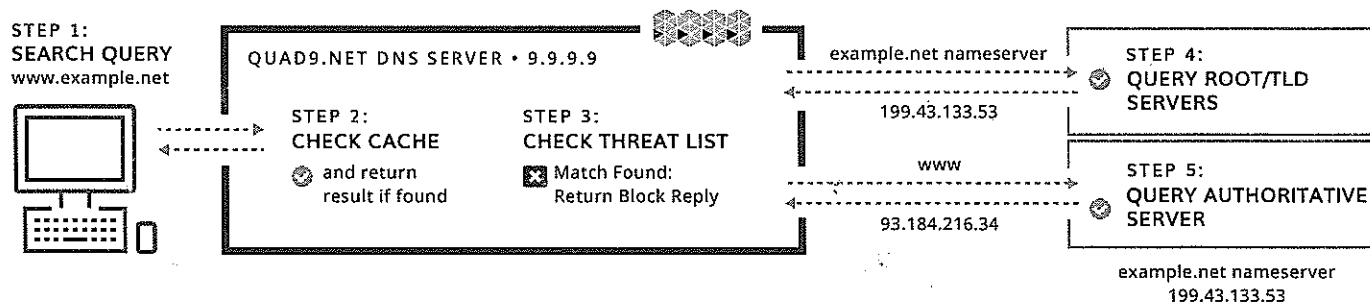 STEP 1:
SEARCH QUERY
www.example.net
QUAD9.NET DNS SERVER • 9.9.9.9
STEP 2:
CHECK CACHE
and return
result if found
STEP 3:
CHECK THREAT LIST
Match Found:
Return Block Reply
example.net nameserver
199.43.133.53
www
93.184.216.34
STEP 4:
QUERY ROOT/TLD
SERVERS
STEP 5:
QUERY AUTHORITATIVE
SERVER
example.net nameserver
199.43.133.53